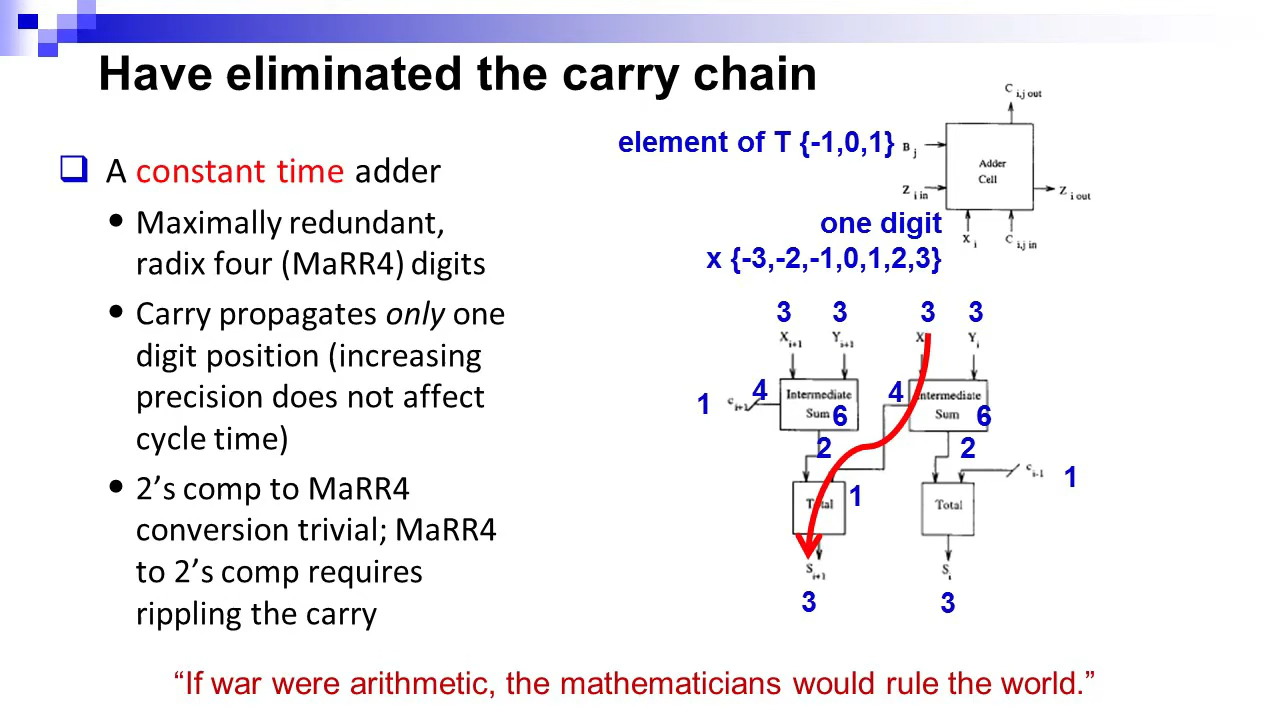 Have eliminated the carry chain
❑ A constant time adder
• Maximally redundant,
radix four (MaRR4) digits
• Carry propagates only one
digit position (increasing
precision does not affect
cycle time)
• 2’s comp to MaRR4
conversion trivial; MaRR4
to 2’s comp requires
rippling the carry
C i,j out
element of T {-1,0,1} B j
Adder
Cell
Z i in
Z i out
one digit
X i
C i,j in
x {-3,-2,-1,0,1,2,3}
3 3 3 3
X i+1 Y i+1 X Y i
1 c i+1 4 Intermediate 4 Intermediate
Sum 6 Sum 6
2 2
c i-1 1
1
Total Total
S i+1 S i
3 3
“If war were arithmetic, the mathematicians would rule the world.”